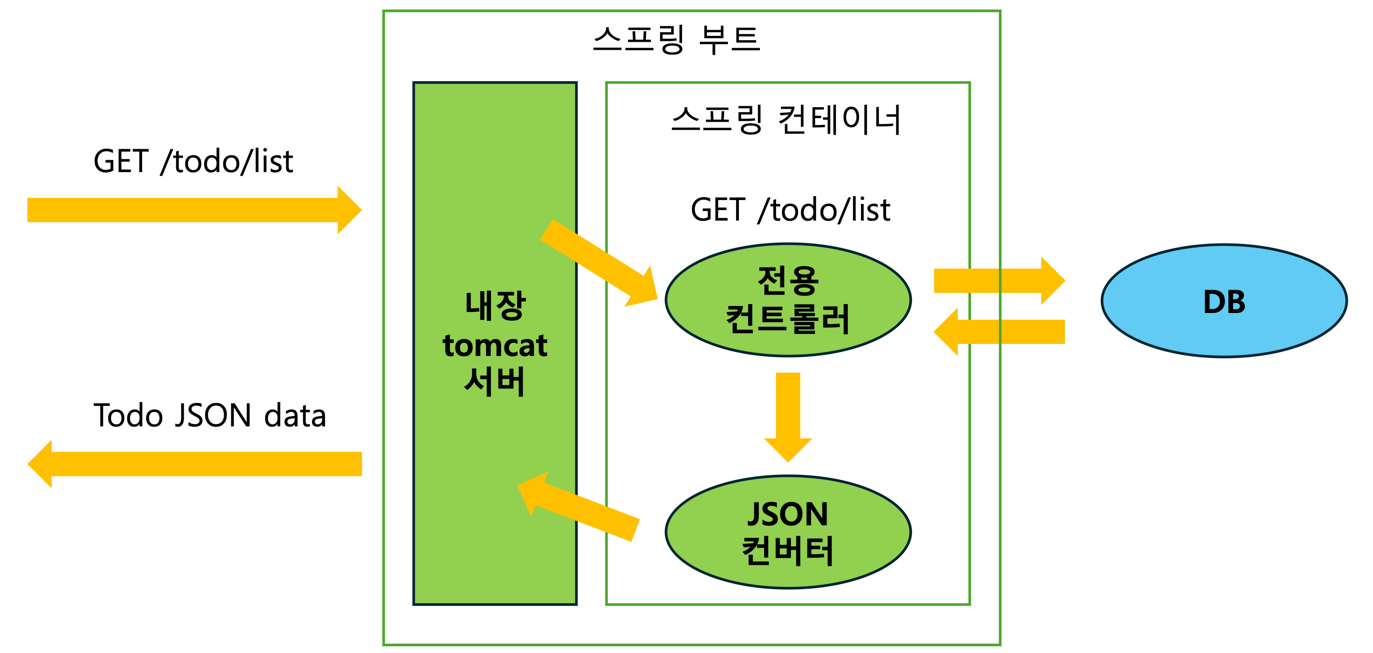 스프링 부트
스프링 컨테이너
GET /todo/list
GET /todo/list
전용
컨트롤러
DB
내장
tomcat
서버
Todo JSON data
JSON
컨버터